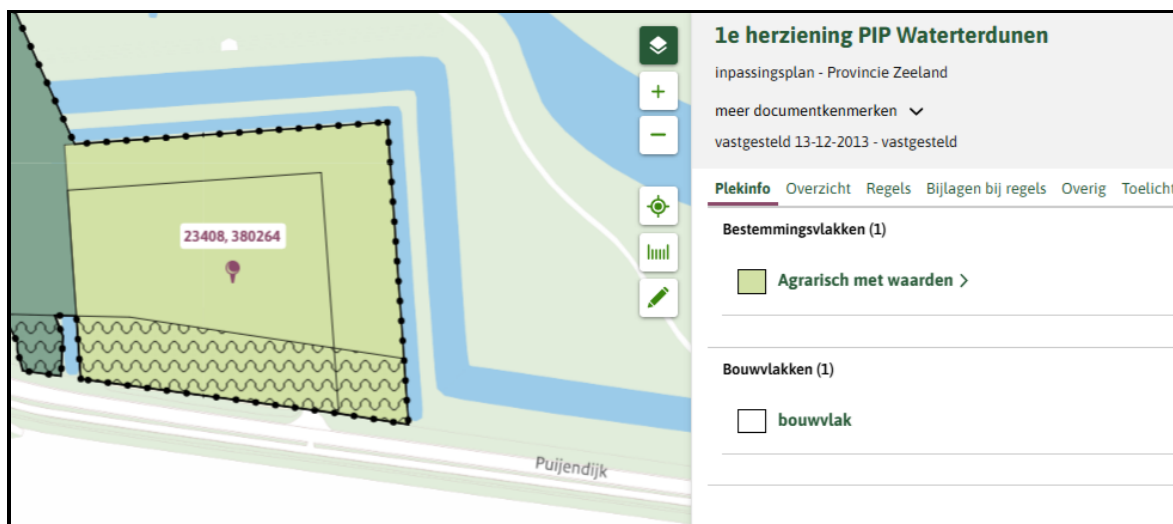 1e herziening PIP Waterterdunen
inpassingsplan - Provincie Zeeland
meer documentkenmerken
vastgesteld 13-12-2013 - vastgesteld
Plekinfo Overzicht Regels Bijlagen bij regels Overig Toelicht
Bestemmingsvlakken (1)
Agrarisch met waarden >
Bouwvlakken (1)
bouwvlak
23408, 380264
Puijendijk